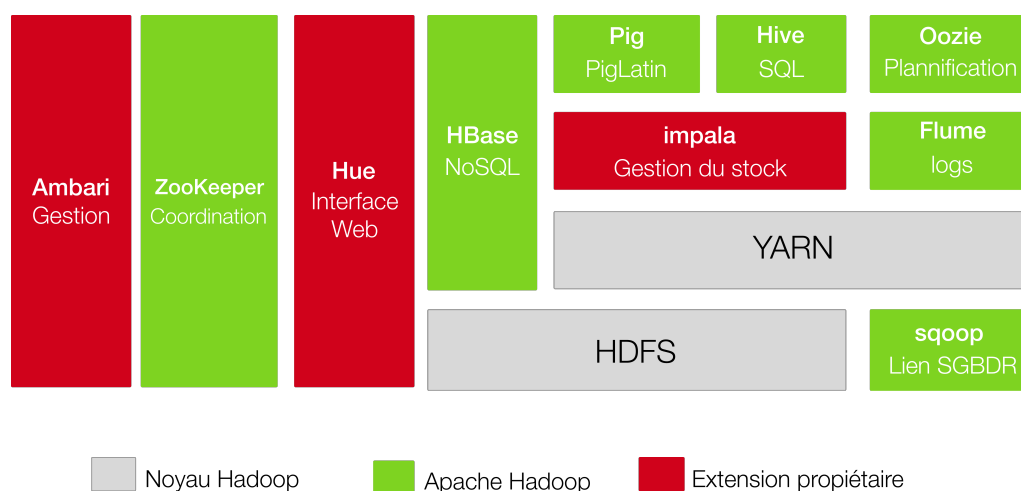 Ambari
Gestion
ZooKeeper
Coordination
Hue
Interface
Web
HBase
NoSQL
Pig
PigLatin
Hive
SQL
Oozie
Plannification
impala
Gestion du stock
Flume
logs
YARN
HDFS
sqoop
Lien SGBDR
Noyau Hadoop
Apache Hadoop
Extension propiétaire